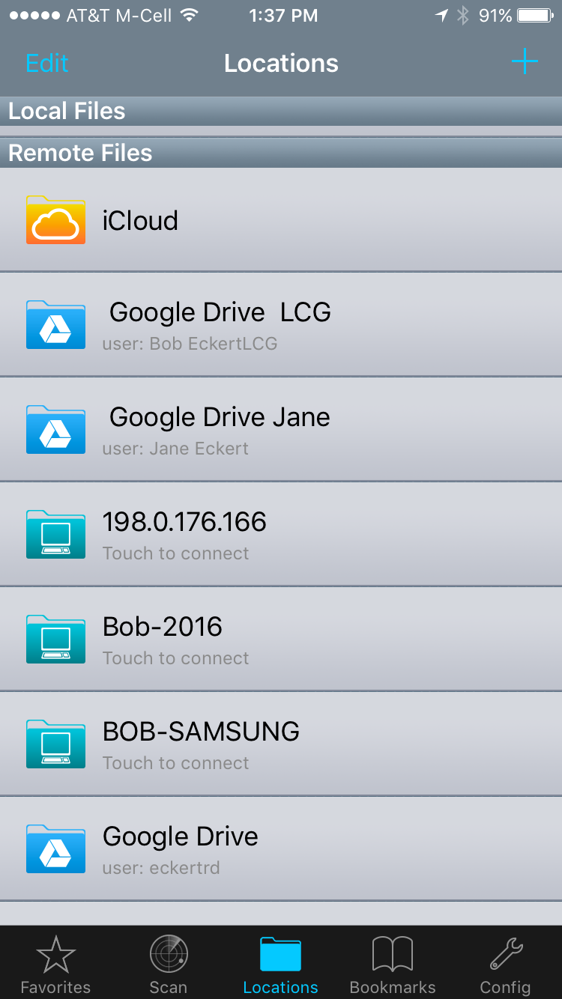 AT&T M-Cell 1:37 PM 91%
Edit Locations
Local Files
Remote Files
iCloud
Google Drive  LCG
user: Bob EckertLCG
Google Drive Jane
user: Jane Eckert
198.0.176.166
Touch to connect
Bob-2016
Touch to connect
BOB-SAMSUNG
Touch to connect
Google Drive
user: eckertrd
Favorites Scan Locations Bookmarks Config